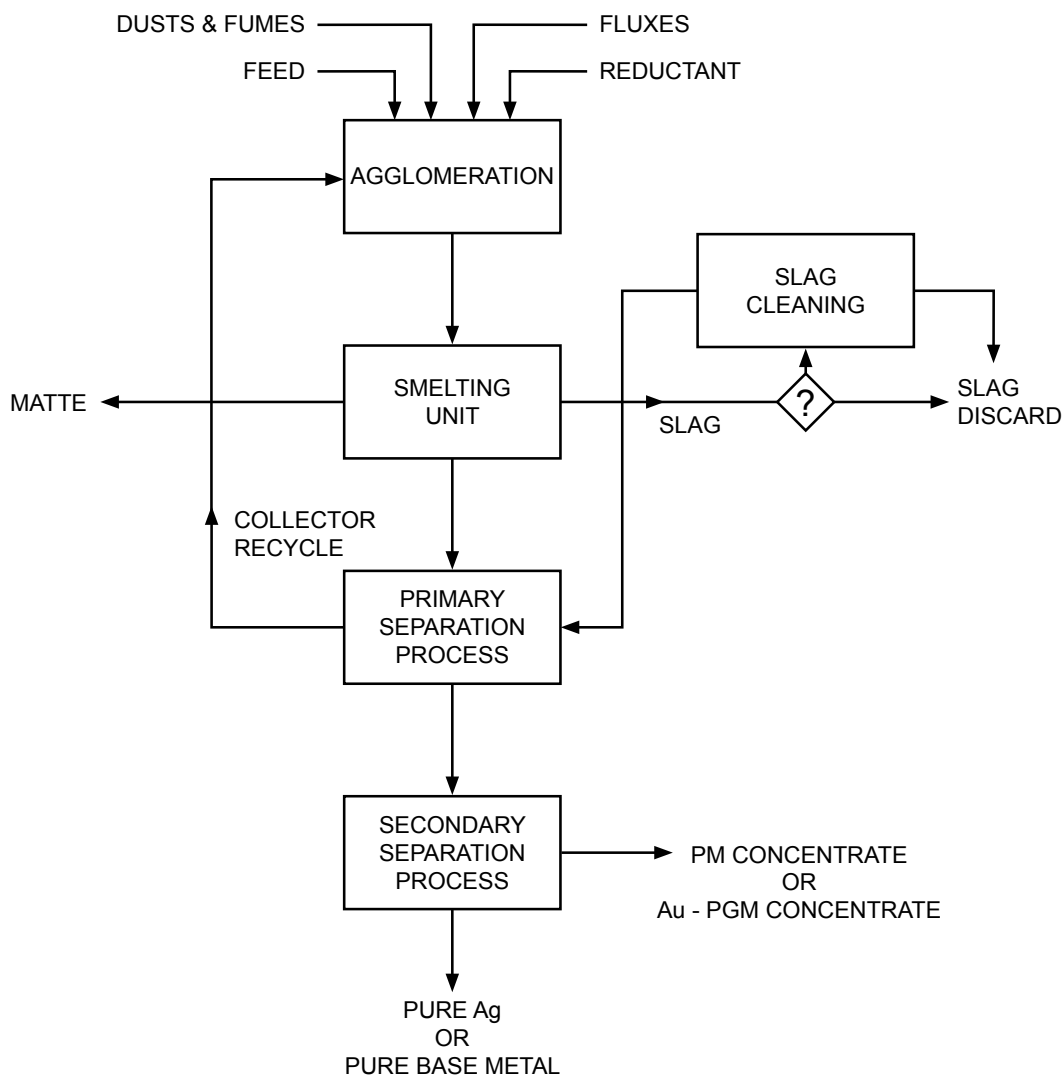 DUSTS & FUMES
FLUXES
FEED
REDUCTANT
AGGLOMERATION
SLAG
CLEANING
MATTE
SMELTING
UNIT
SLAG
?
SLAG
DISCARD
COLLECTOR
RECYCLE
PRIMARY
SEPARATION
PROCESS
SECONDARY
SEPARATION
PROCESS
PM CONCENTRATE
OR
Au - PGM CONCENTRATE
PURE Ag
OR
PURE BASE METAL